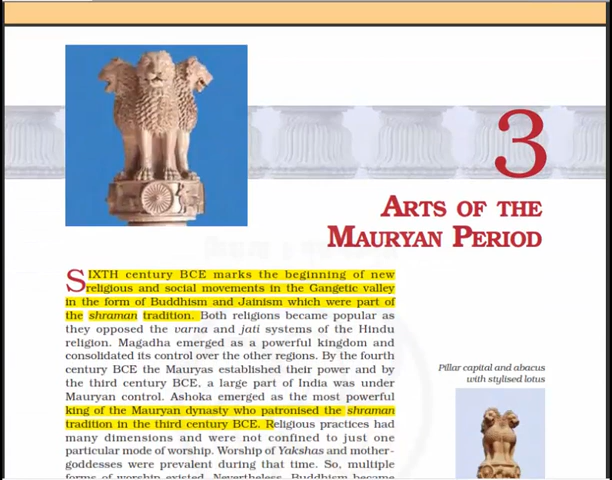 3
ARTS OF THE
MAURYAN PERIOD
SIXTH century BCE marks the beginning of new
religious and social movements in the Gangetic valley
in the form of Buddhism and Jainism which were part of
the shraman tradition. Both religions became popular as
they opposed the varna and jati systems of the Hindu
religion. Magadha emerged as a powerful kingdom and
consolidated its control over the other regions. By the fourth
century BCE the Mauryas established their power and by
the third century BCE, a large part of India was under
Mauryan control. Ashoka emerged as the most powerful
king of the Mauryan dynasty who patronised the shraman
tradition in the third century BCE. Religious practices had
many dimensions and were not confined to just one
particular mode of worship. Worship of Yakshas and mother-
goddesses were prevalent during that time. So, multiple
forms of worship existed. Nevertheless, Buddhism became
Pillar capital and abacus
with stylised lotus